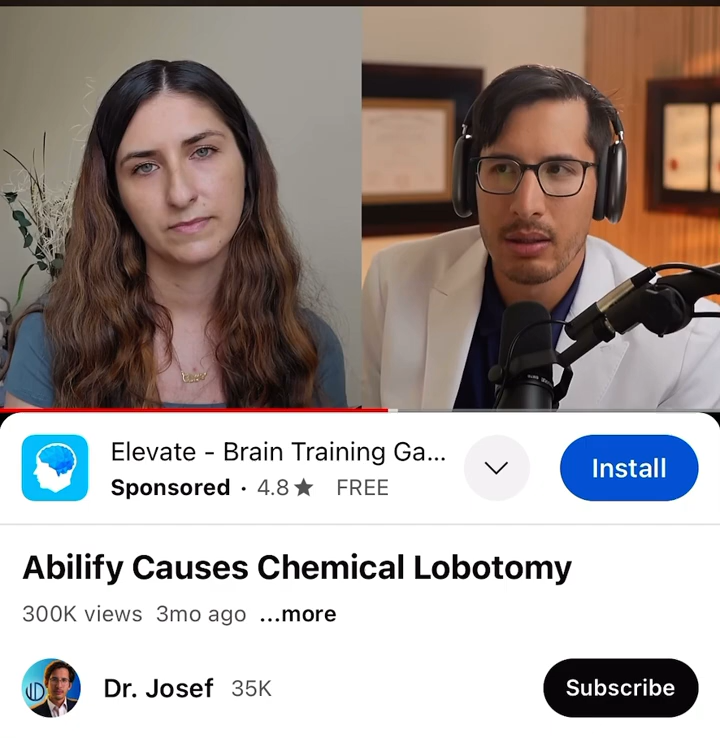 Elevate - Brain Training Ga...
Sponsored · 4.8★ FREE
Install
Abilify Causes Chemical Lobotomy
300K views 3mo ago ...more
JD
Dr. Josef 35K
Subscribe